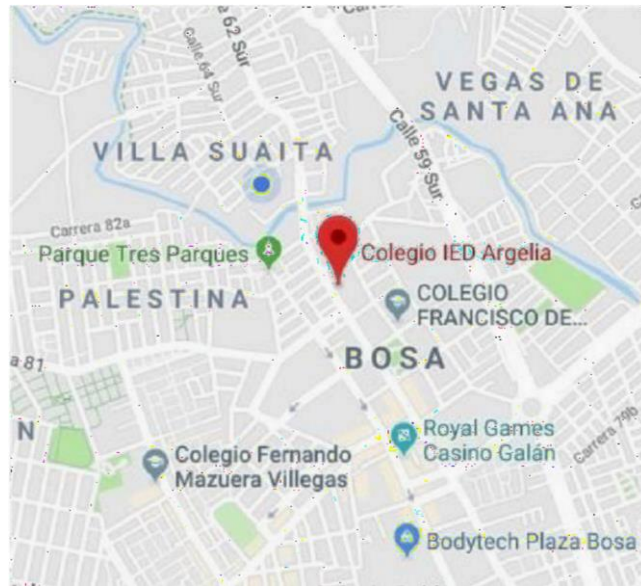 Carrera
Calle 62 Sur
Calle 64 Sur
VEGAS DE
SANTA ANA
Calle 59 Sur
VILLA SUAITA
Carrera 82a
Parque Tres Parques
Colegio IED Argelia
PALESTINA
COLEGIO
FRANCISCO DE...
BOSA
a 81
N
Royal Games
Casino Galán
Carrera 79b
Colegio Fernando
Mazuera Villegas
Bodytech Plaza Bosa